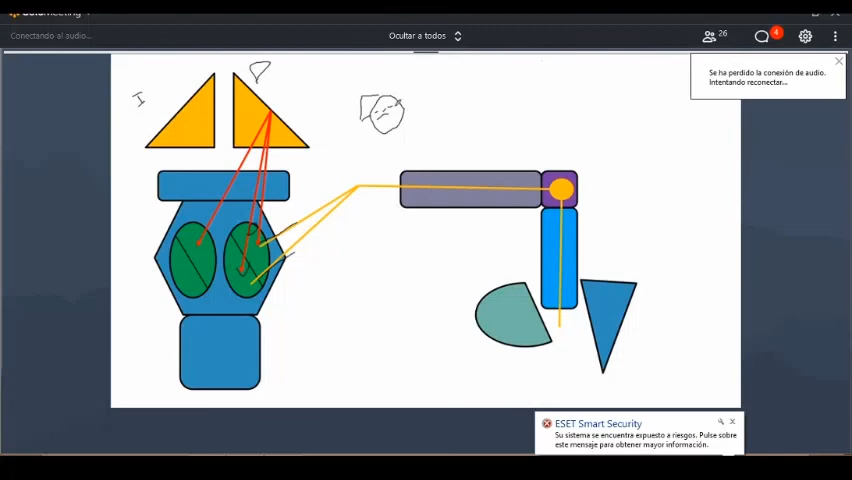 GoToMeeting
Conectando al audio...
Ocultar a todos
26
4
Se ha perdido la conexión de audio.
Intentando reconectar...
I
ESET Smart Security
Su sistema se encuentra expuesto a riesgos. Pulse sobre
este mensaje para obtener mayor información.